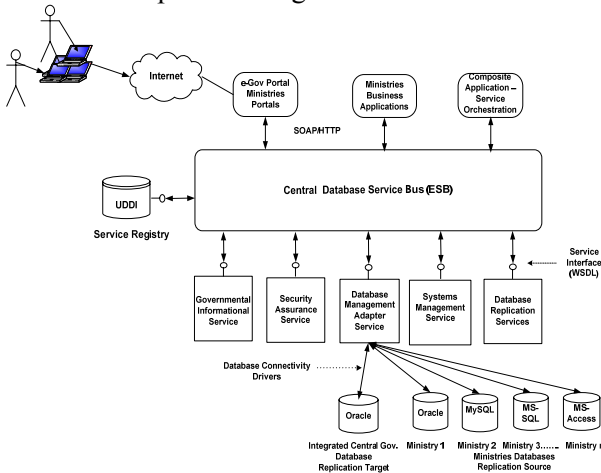 Internet
e-Gov Portal
Ministries
Portals
Ministries
Business
Applications
Composite
Application –
Service
Orchestration
SOAP/HTTP
Central Database Service Bus (ESB)
UDDI
Service Registry
Service
Interface
(WSDL)
Governmental
Informational
Service
Security
Assurance
Service
Database
Management
Adapter
Service
Systems
Management
Service
Database
Replication
Services
Database Connectivity
Drivers
Oracle
Oracle
MySQL
MS-
SQL
MS-
Access
Integrated Central Gov.
Database
Replication Target
Ministry 1
Ministry 2
Ministry 3.......
Ministry
Ministries Databases
Replication Source